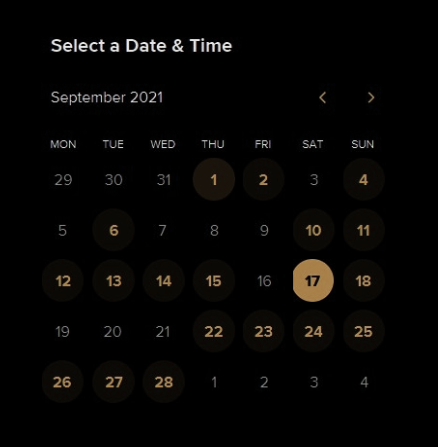 Select a Date & Time
September 2021
MON TUE WED THU FRI SAT SUN
29 30 31 1 2 3 4
5 6 7 8 9 10 11
12 13 14 15 16 17 18
19 20 21 22 23 24 25
26 27 28 1 2 3 4